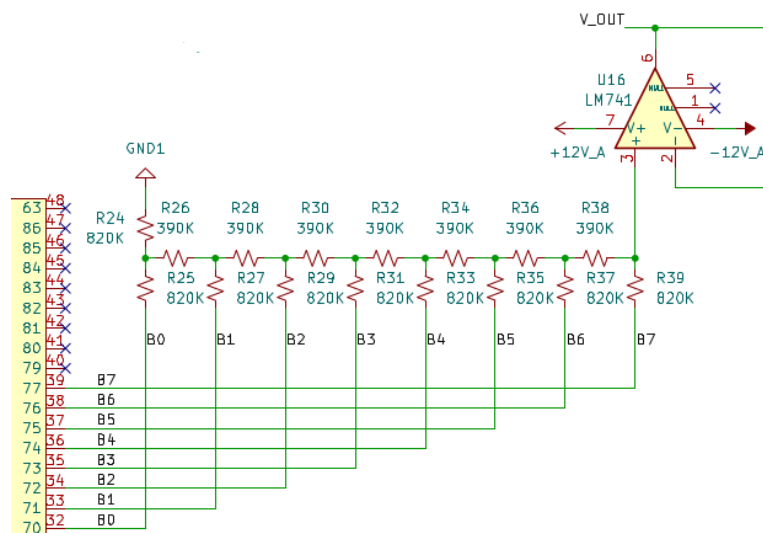 V_OUT
6
U16
LM741
NULL 5
NULL 1
7 V+ V- 4
+ -
+12V_A
-12V_A
3 2
GND1
R24
820K
R26
390K
R28
390K
R30
390K
R32
390K
R34
390K
R36
390K
R38
390K
R25
820K
R27
820K
R29
820K
R31
820K
R33
820K
R35
820K
R37
820K
R39
820K
B0 B1 B2 B3 B4 B5 B6 B7
63 48
86 47
85 46
84 45
83 44
82 43
81 42
80 41
79 40
77 39 B7
76 38 B6
75 37 B5
74 36 B4
73 35 B3
72 34 B2
71 33 B1
70 32 B0